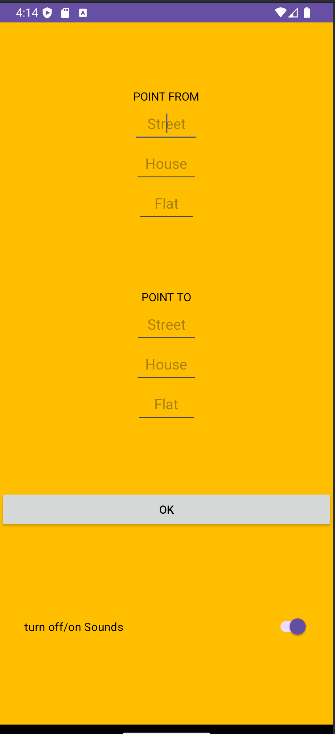 4:14
POINT FROM
Street
House
Flat
POINT TO
Street
House
Flat
OK
turn off/on Sounds